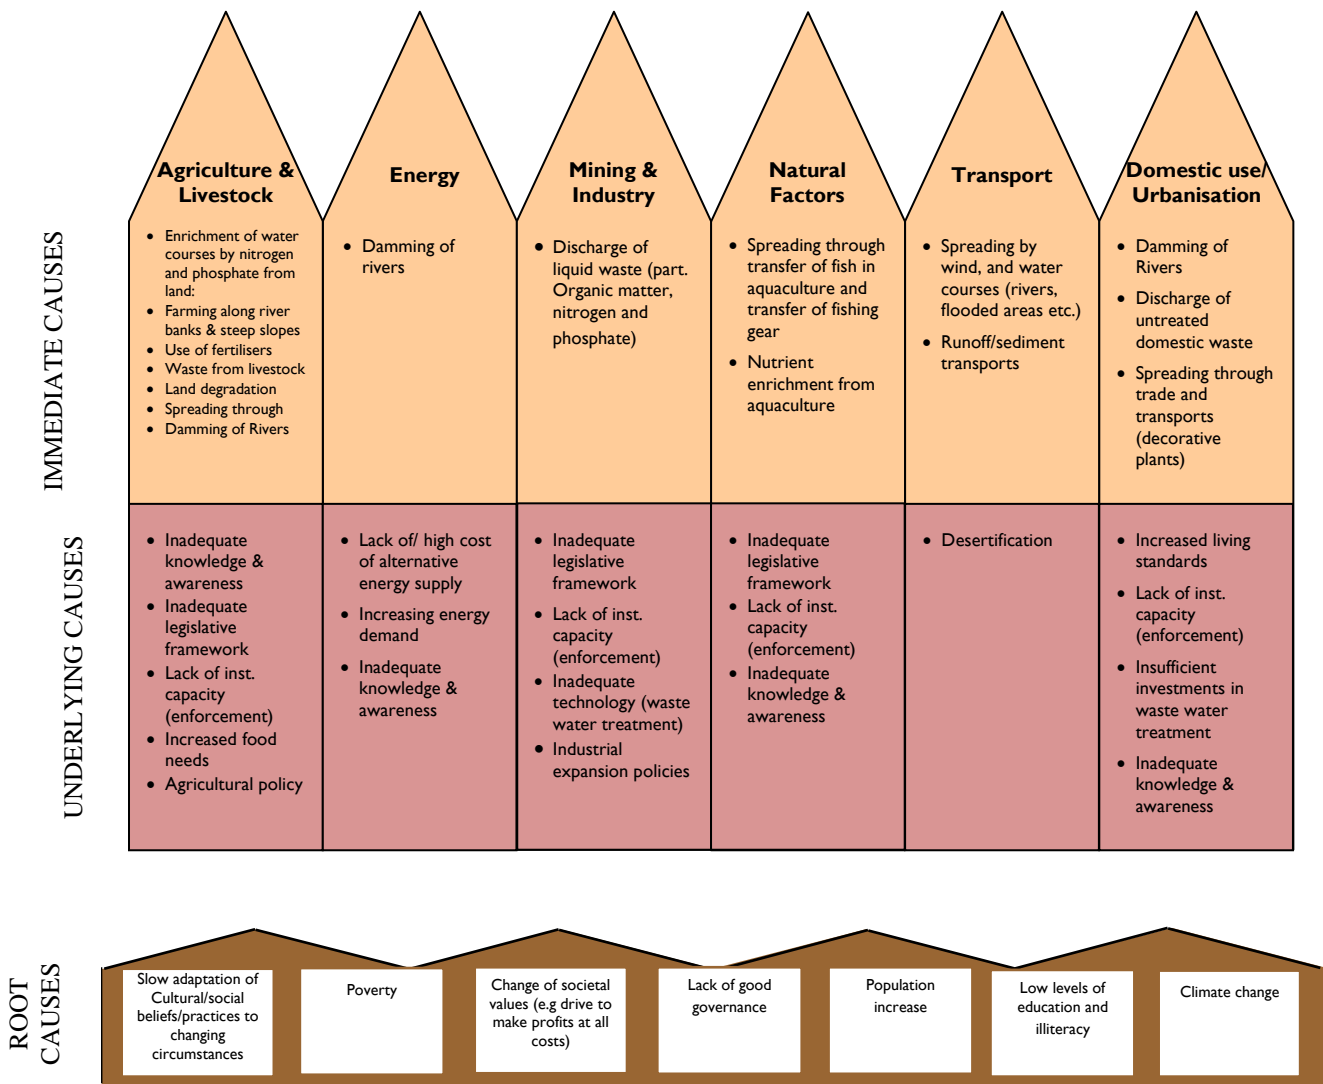 Agriculture &
Livestock
Energy
Mining &
Industry
Natural
Factors
Transport
Domestic use/
Urbanisation
IMMEDIATE CAUSES
• Enrichment of water
courses by nitrogen
and phosphate from
land:
• Farming along river
banks & steep slopes
• Use of fertilisers
• Waste from livestock
• Land degradation
• Spreading through
• Damming of Rivers
• Damming of
rivers
• Discharge of
liquid waste (part.
Organic matter,
nitrogen and
phosphate)
• Spreading through
transfer of fish in
aquaculture and
transfer of fishing
gear
• Nutrient
enrichment from
aquaculture
• Spreading by
wind, and water
courses (rivers,
flooded areas etc.)
• Runoff/sediment
transports
• Damming of
Rivers
• Discharge of
untreated
domestic waste
• Spreading through
trade and
transports
(decorative
plants)
UNDERLYING CAUSES
• Inadequate
knowledge &
awareness
• Inadequate
legislative
framework
• Lack of inst.
capacity
(enforcement)
• Increased food
needs
• Agricultural policy
• Lack of/ high cost
of alternative
energy supply
• Increasing energy
demand
• Inadequate
knowledge &
awareness
• Inadequate
legislative
framework
• Lack of inst.
capacity
(enforcement)
• Inadequate
technology (waste
water treatment)
• Industrial
expansion policies
• Inadequate
legislative
framework
• Lack of inst.
capacity
(enforcement)
• Inadequate
knowledge &
awareness
• Desertification
• Increased living
standards
• Lack of inst.
capacity
(enforcement)
• Insufficient
investments in
waste water
treatment
• Inadequate
knowledge &
awareness
ROOT
CAUSES
Slow adaptation of
Cultural/social
beliefs/practices to
changing
circumstances
Poverty
Change of societal
values (e.g drive to
make profits at all
costs)
Lack of good
governance
Population
increase
Low levels of
education and
illiteracy
Climate change